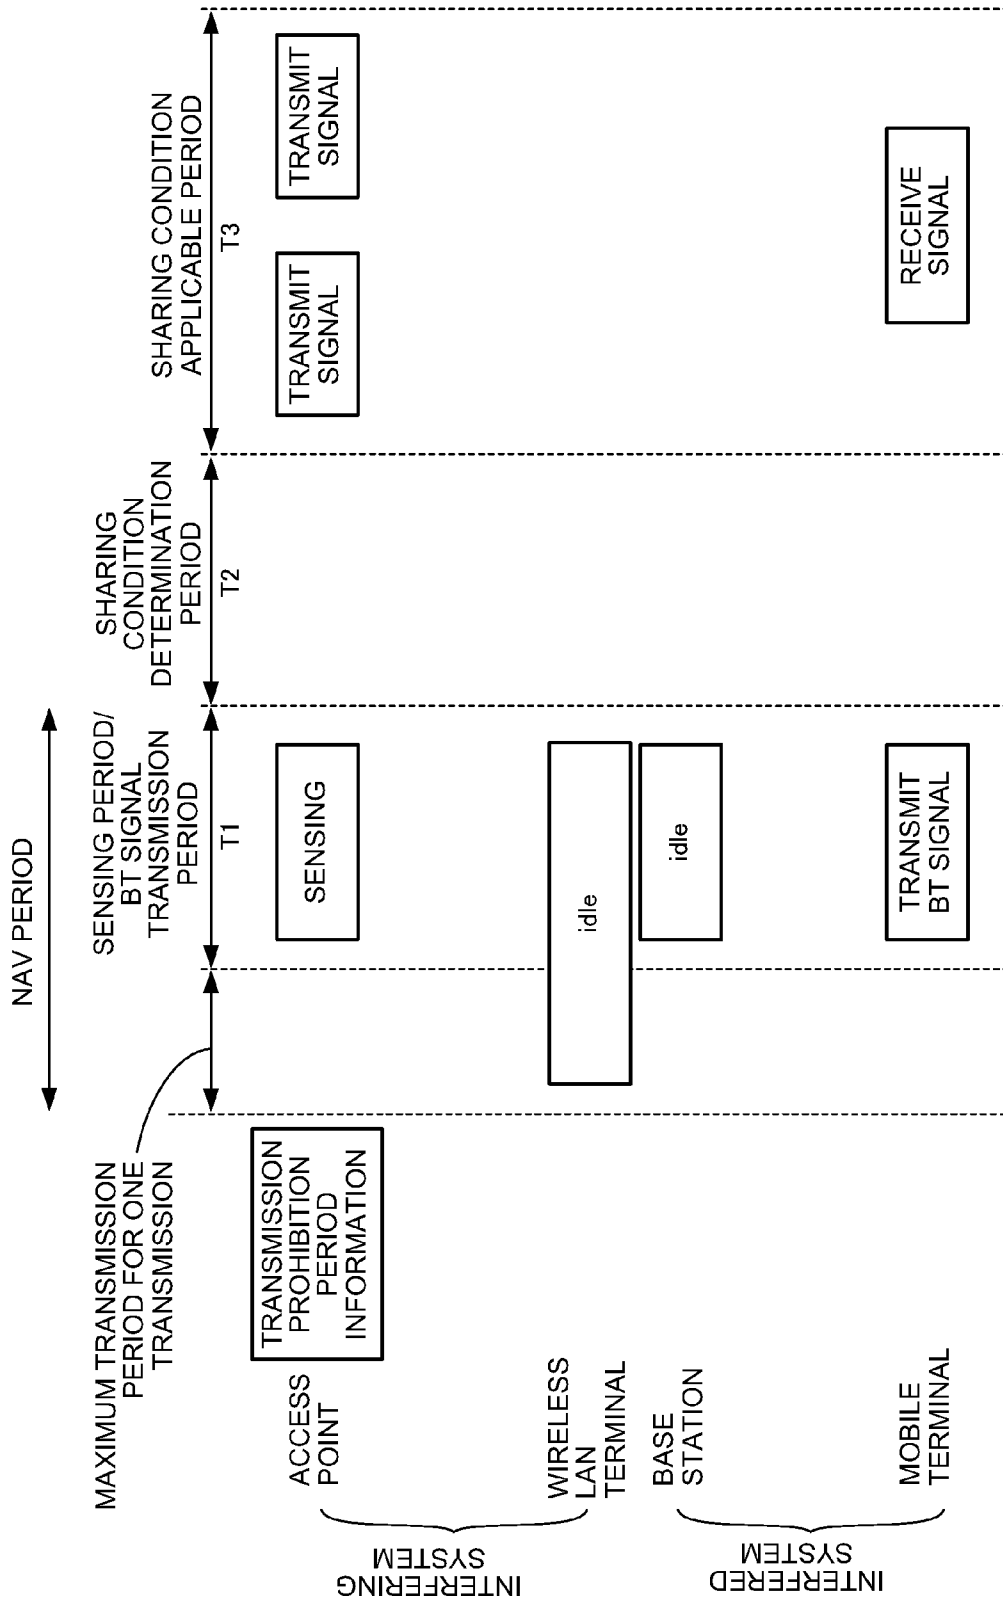 NAV PERIOD
MAXIMUM TRANSMISSION
PERIOD FOR ONE
TRANSMISSION
SENSING PERIOD/
BT SIGNAL
TRANSMISSION
PERIOD
T1
SHARING
CONDITION
DETERMINATION
PERIOD
T2
SHARING CONDITION
APPLICABLE PERIOD
T3
INTERFERING
SYSTEM
ACCESS
POINT
TRANSMISSION
PROHIBITION
PERIOD
INFORMATION
SENSING
TRANSMIT
SIGNAL
TRANSMIT
SIGNAL
WIRELESS
LAN
TERMINAL
idle
INTERFERED
SYSTEM
BASE
STATION
idle
MOBILE
TERMINAL
TRANSMIT
BT SIGNAL
RECEIVE
SIGNAL